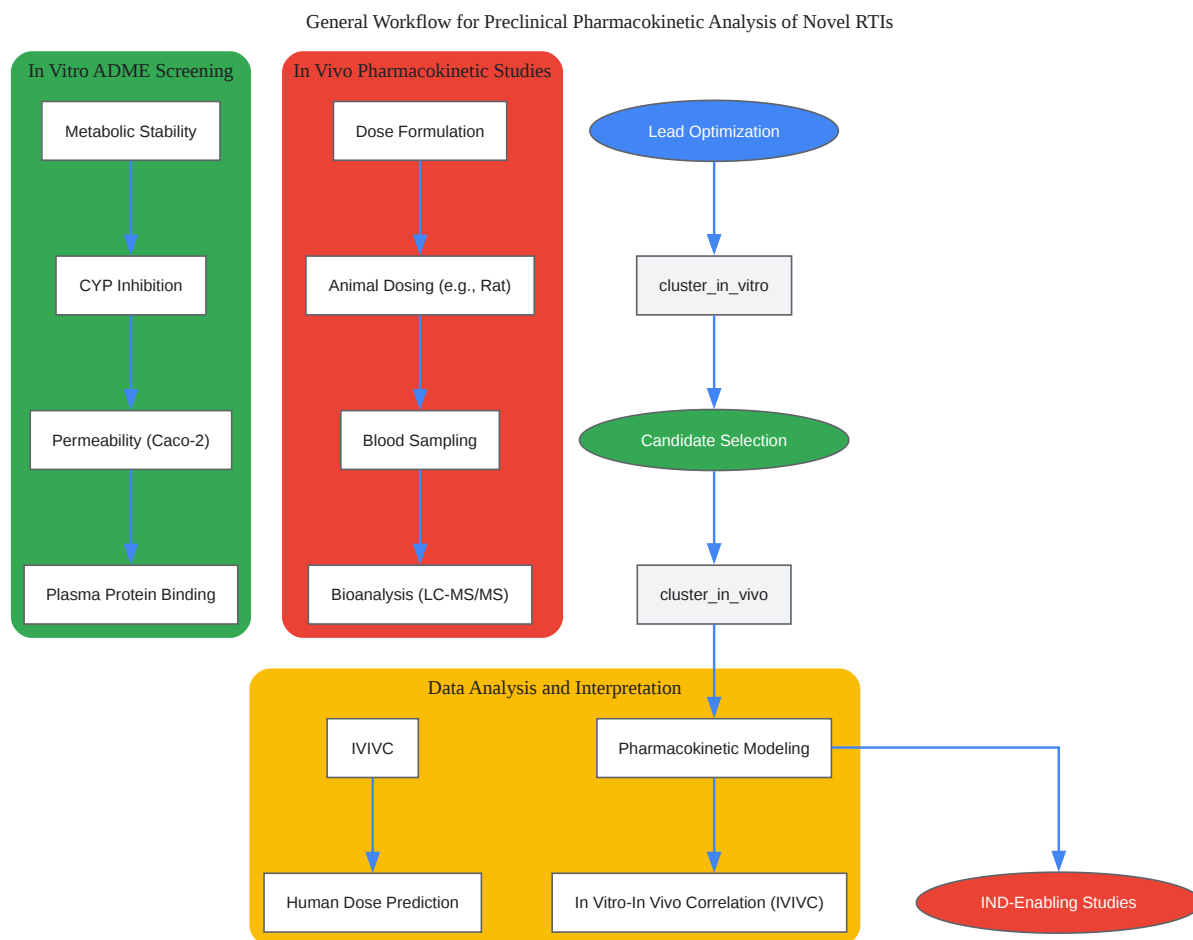 General Workflow for Preclinical Pharmacokinetic Analysis of Novel RTIs
In Vitro ADME Screening
Metabolic Stability
CYP Inhibition
Permeability (Caco-2)
Plasma Protein Binding
In Vivo Pharmacokinetic Studies
Dose Formulation
Animal Dosing (e.g., Rat)
Blood Sampling
Bioanalysis (LC-MS/MS)
Lead Optimization
cluster_in_vitro
Candidate Selection
cluster_in_vivo
Data Analysis and Interpretation
IVIVC
Human Dose Prediction
Pharmacokinetic Modeling
In Vitro-In Vivo Correlation (IVIVC)
IND-Enabling Studies